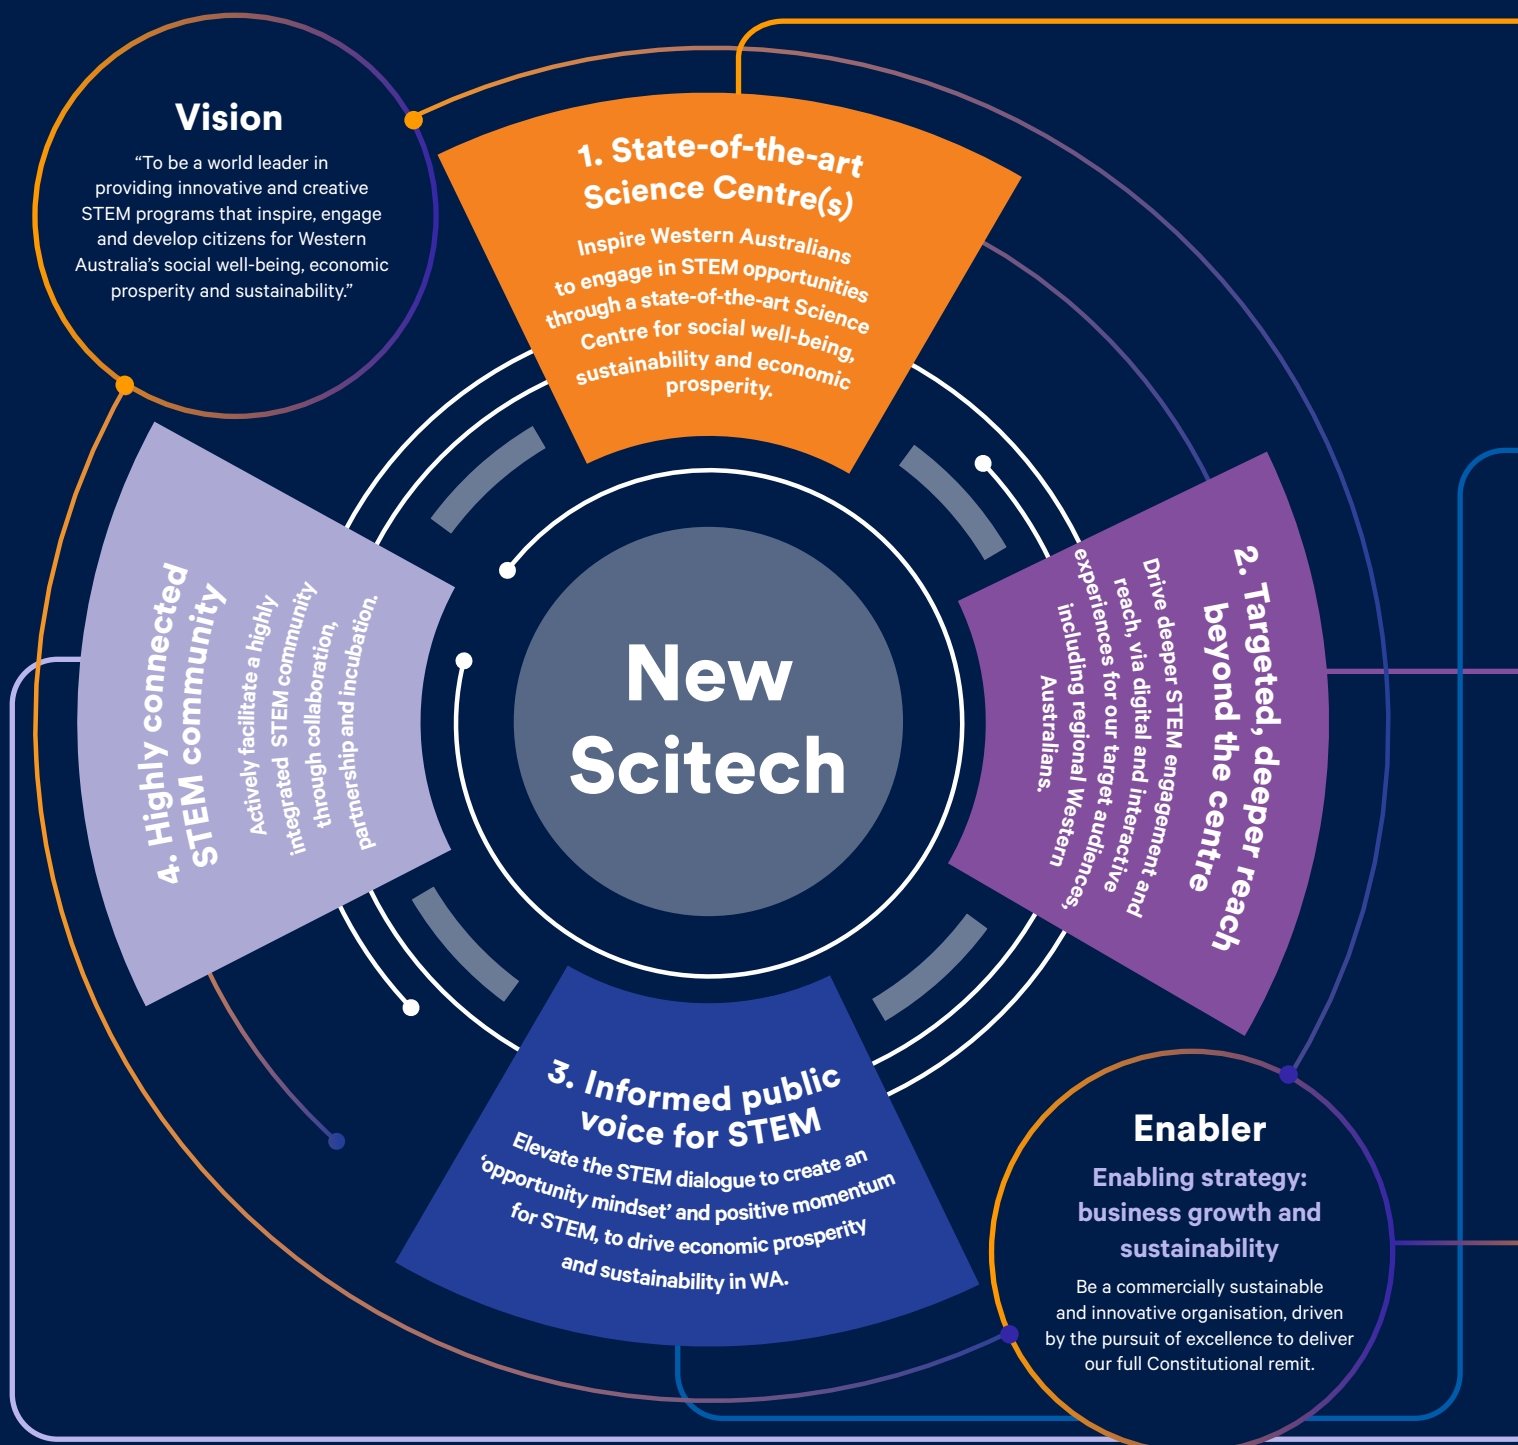 Vision
“To be a world leader in
providing innovative and creative
STEM programs that inspire, engage
and develop citizens for Western
Australia’s social well-being, economic
prosperity and sustainability.”
1. State-of-the-art
Science Centre(s)
Inspire Western Australians
to engage in STEM opportunities
through a state-of-the-art Science
Centre for social well-being,
sustainability and economic
prosperity.
2. Targeted, deeper reach
beyond the centre
Drive deeper STEM engagement and
reach, via digital and interactive
experiences for our target audiences,
including regional Western
Australians.
New
Scitech
4. Highly connected
STEM community
Actively facilitate a highly
integrated STEM community
through collaboration,
partnership and incubation.
3. Informed public
voice for STEM
Elevate the STEM dialogue to create an
‘opportunity mindset’ and positive momentum
for STEM, to drive economic prosperity
and sustainability in WA.
Enabler
Enabling strategy:
business growth and
sustainability
Be a commercially sustainable
and innovative organisation, driven
by the pursuit of excellence to deliver
our full Constitutional remit.